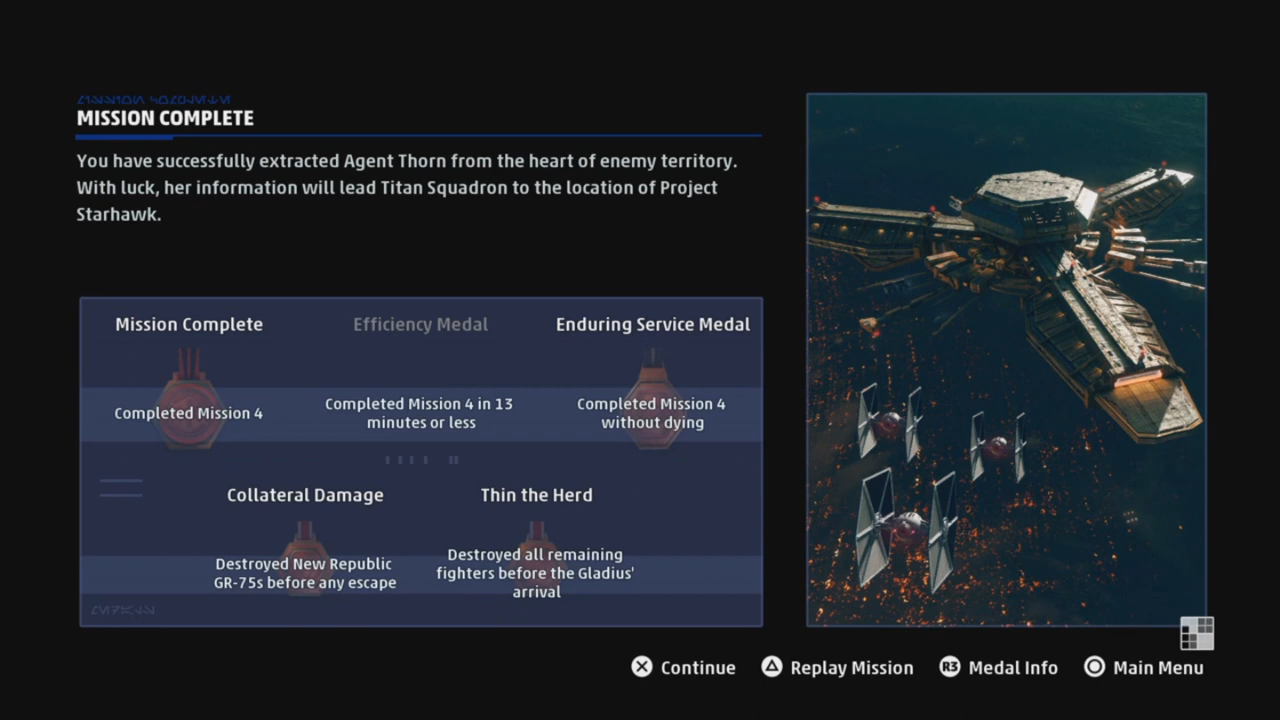 MISSION COMPLETE
You have successfully extracted Agent Thorn from the heart of enemy territory.
With luck, her information will lead Titan Squadron to the location of Project
Starhawk.
Mission Complete
Efficiency Medal
Enduring Service Medal
Completed Mission 4
Completed Mission 4 in 13
minutes or less
Completed Mission 4
without dying
Collateral Damage
Thin the Herd
Destroyed New Republic
GR-75s before any escape
Destroyed all remaining
fighters before the Gladius'
arrival
Continue
Replay Mission
R3 Medal Info
Main Menu